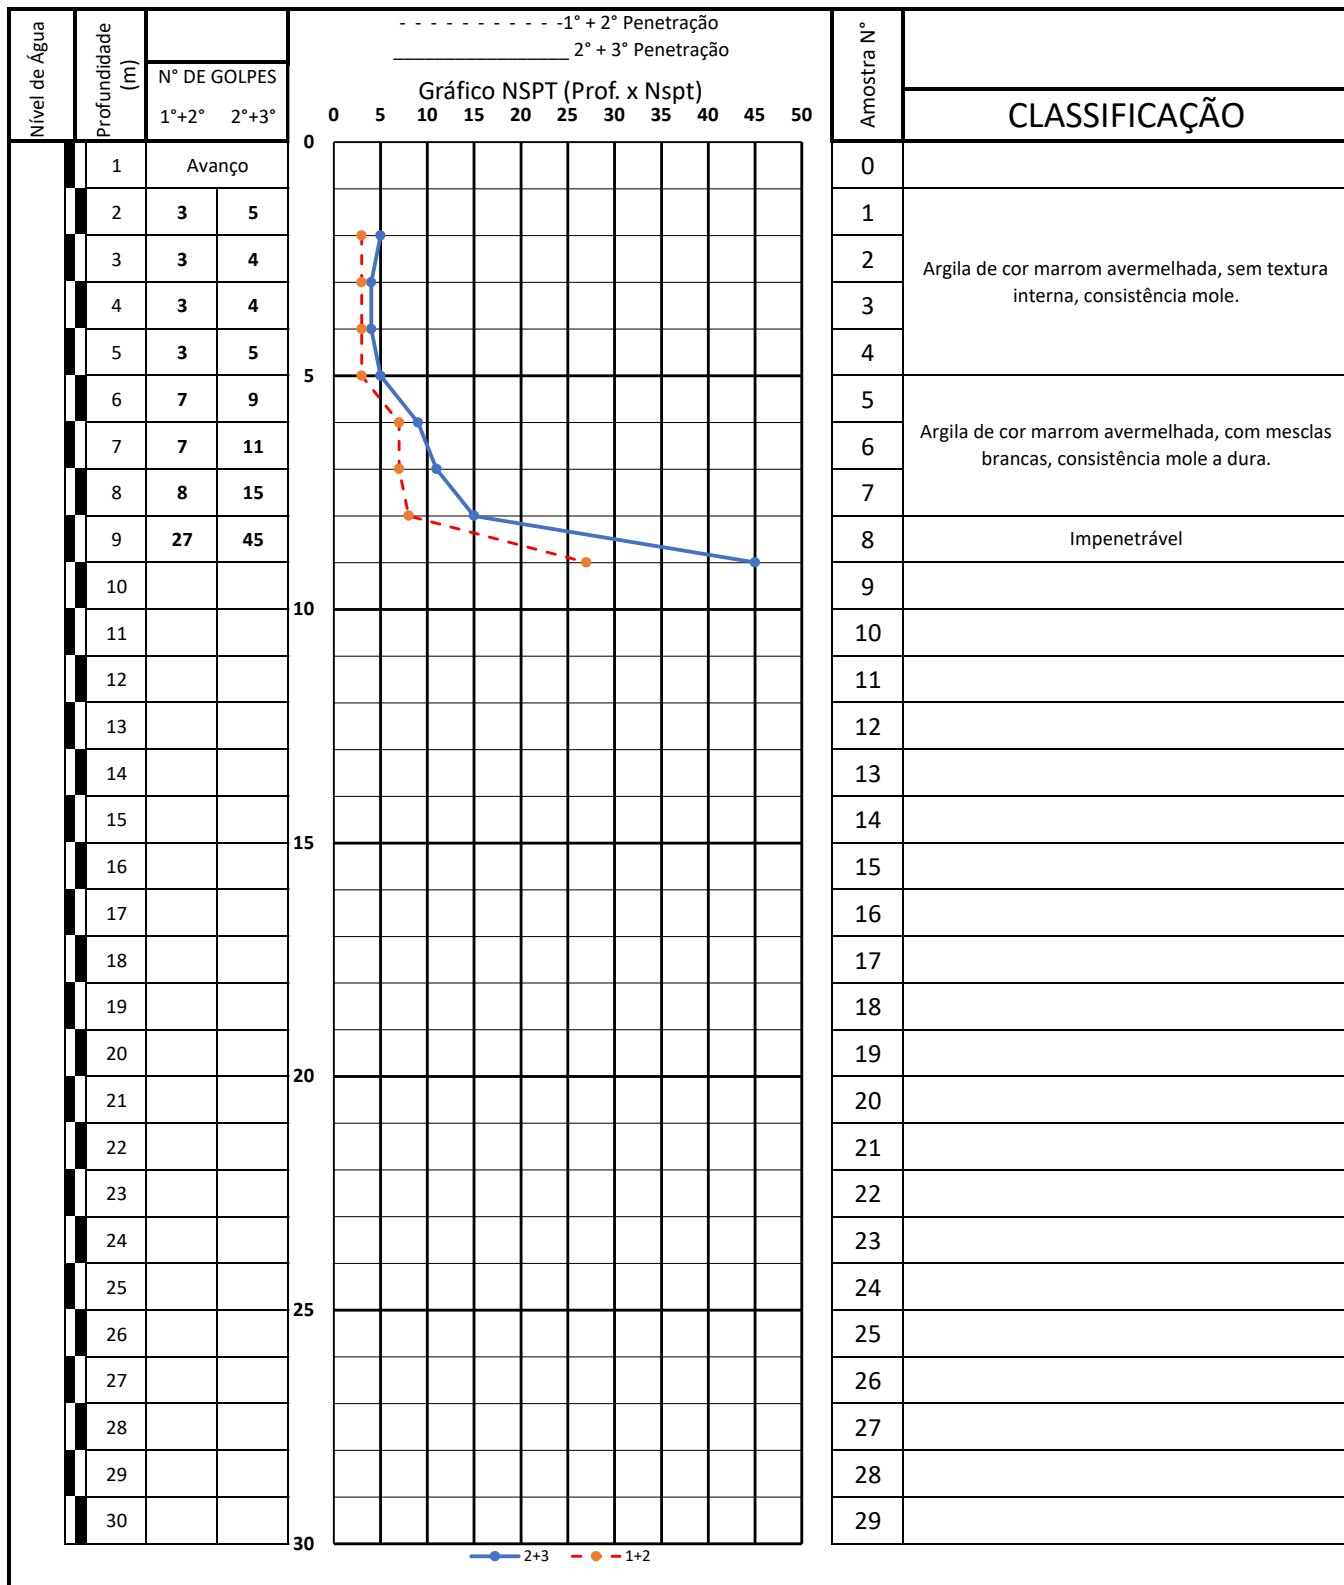 Nível de Água
Profundidade (m)
N° DE GOLPES
1°+2° 2°+3°
- - - - - - - - - - - -1° + 2° Penetração
_________________ 2° + 3° Penetração
Gráfico NSPT (Prof. x Nspt)
0 5 10 15 20 25 30 35 40 45 50
Amostra N°
CLASSIFICAÇÃO
0
1 Avanço 0
2 3 5 1
3 3 4 2
Argila de cor marrom avermelhada, sem textura
interna, consistência mole.
4 3 4 3
5 3 5 4
5
6 7 9 5
7 7 11 6
Argila de cor marrom avermelhada, com mesclas
brancas, consistência mole a dura.
8 8 15 7
9 27 45 8 Impenetrável
10 9
10
11 10
12 11
13 12
14 13
15 14
15
16 15
17 16
18 17
19 18
20 19
20
21 20
22 21
23 22
24 23
25 24
25
26 25
27 26
28 27
29 28
30 29
30
2+3 1+2